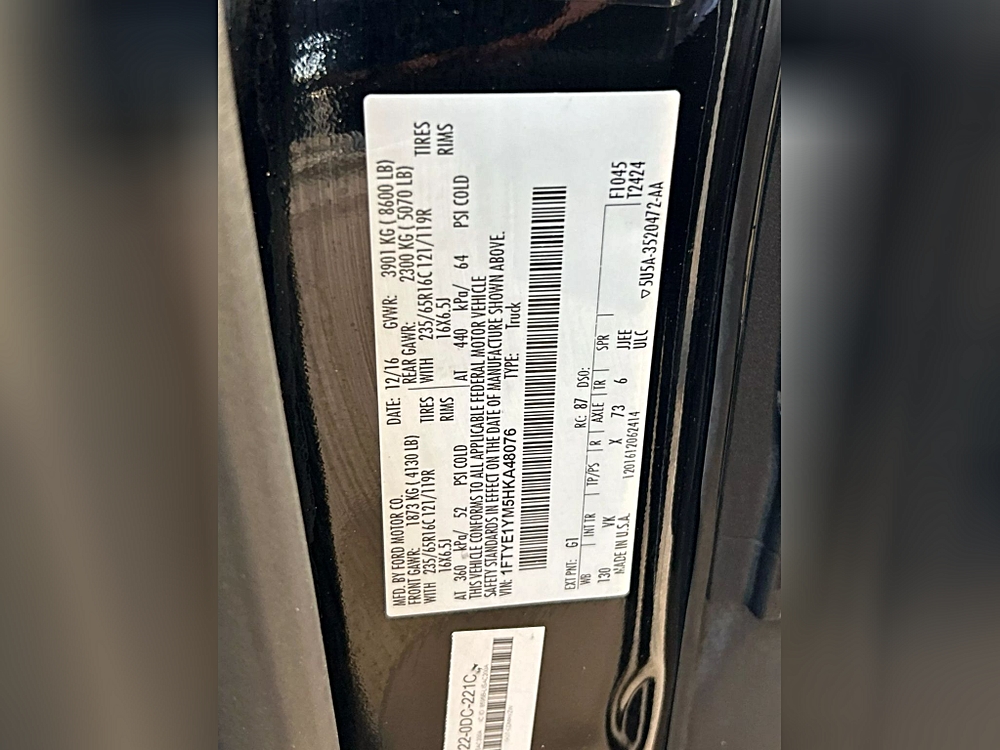 MFD. BY FORD MOTOR CO. DATE: 12/16 GVWR: 3901 KG ( 8600 LB)
FRONT GAWR: 1873 KG ( 4130 LB) REAR GAWR: 2300 KG ( 5070 LB)
WITH 235/65R16C 121/119R TIRES WITH 235/65R16C 121/119R TIRES
16X6.5J RIMS 16X6.5J RIMS
AT 360 kPa/ 52 PSI COLD AT 440 kPa/ 64 PSI COLD
THIS VEHICLE CONFORMS TO ALL APPLICABLE FEDERAL MOTOR VEHICLE
SAFETY STANDARDS IN EFFECT ON THE DATE OF MANUFACTURE SHOWN ABOVE.
VIN: 1FTYE1YM5HKA48076 TYPE: Truck
EXT PNT: G1 RC: 87 DSO:
WB INT TR TP/PS R AXLE TR SPR F1045
130 VK X 73 6 JJEE T2424
MADE IN U.S.A. 1201612062414 ULC
▽5U5A-3520472-AA
22-0DC-221C